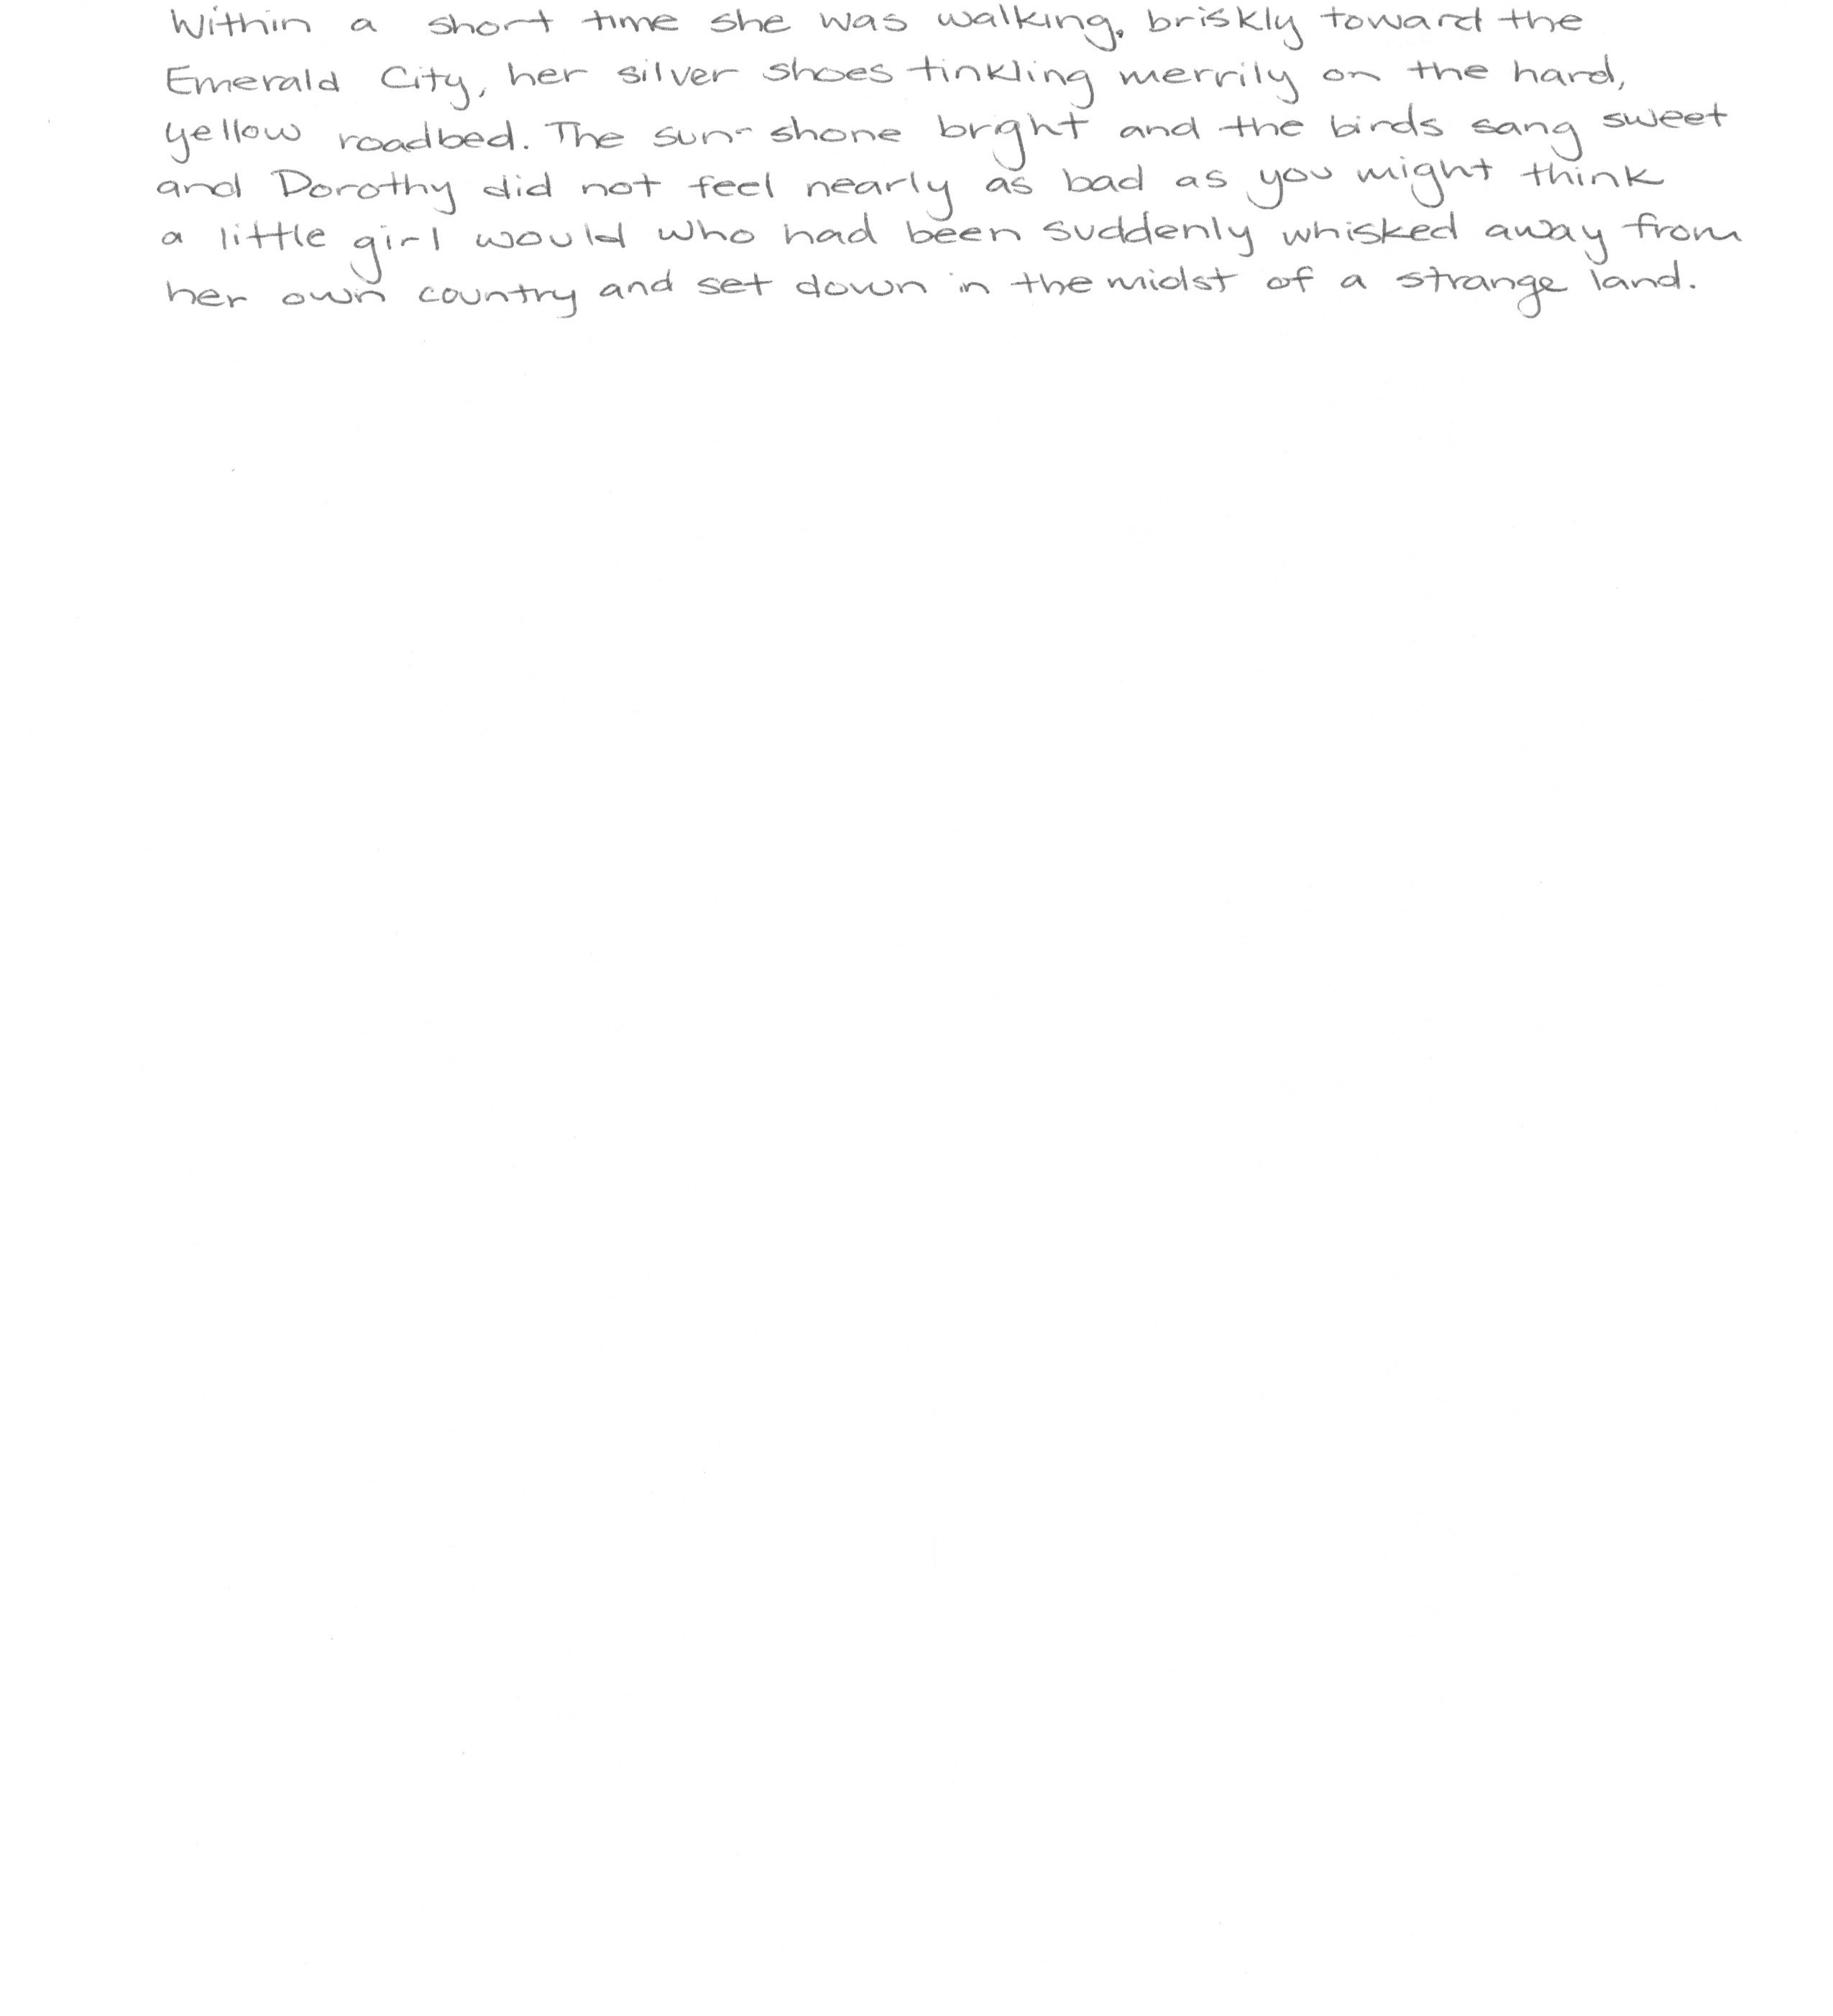 Within a short time she was walking, briskly toward the
Emerald City, her silver shoes tinkling merrily on the hard,
yellow roadbed. The sun- shone brght and the birds sang sweet
and Dorothy did not feel nearly as bad as you might think
a little girl would who had been suddenly whisked away from
her own country and set down in the midst of a strange land.